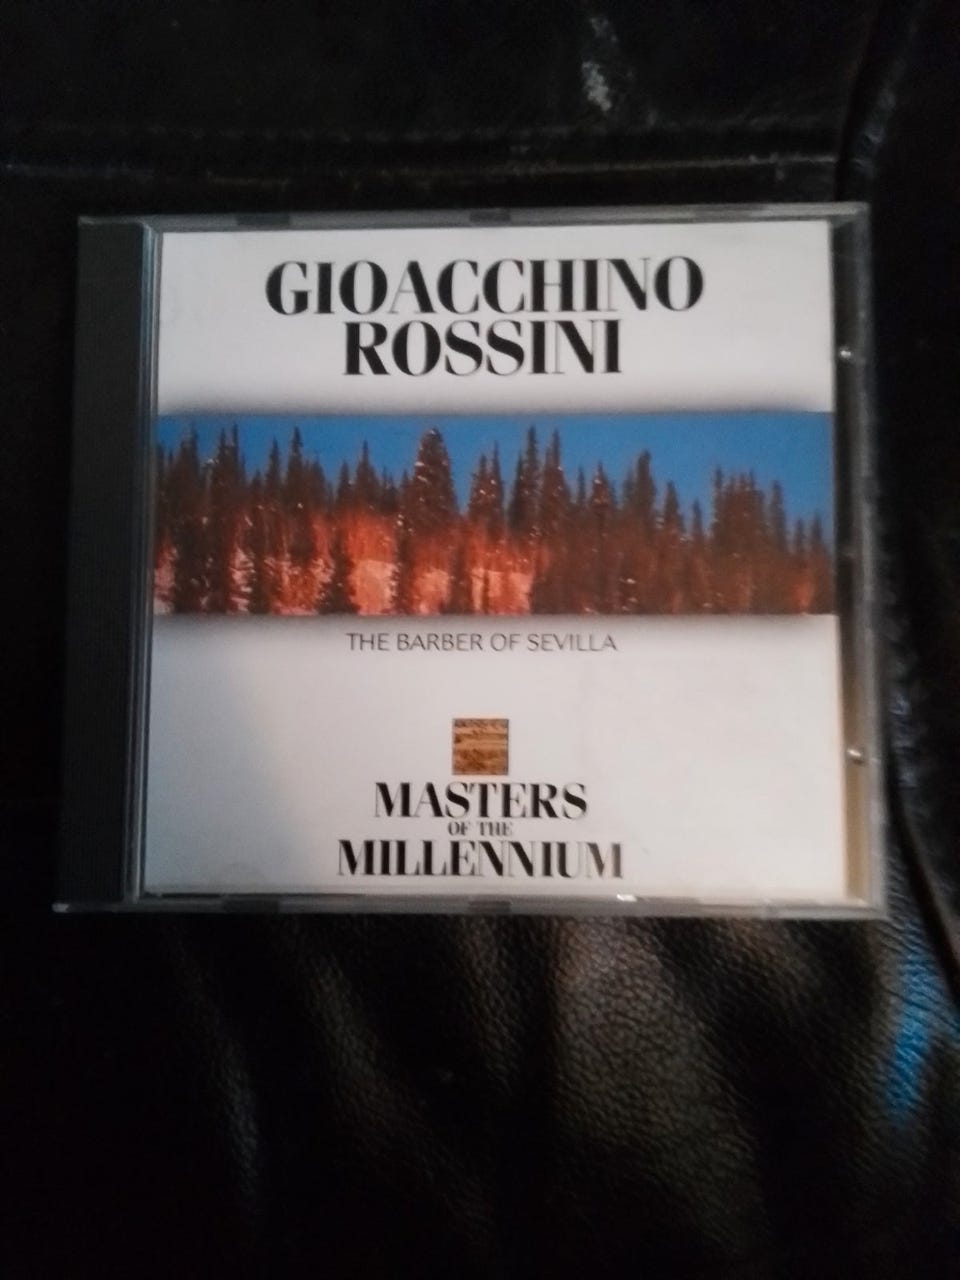 GIOACCHINO
ROSSINI
THE BARBER OF SEVILLA
MASTERS
OF THE
MILLENNIUM